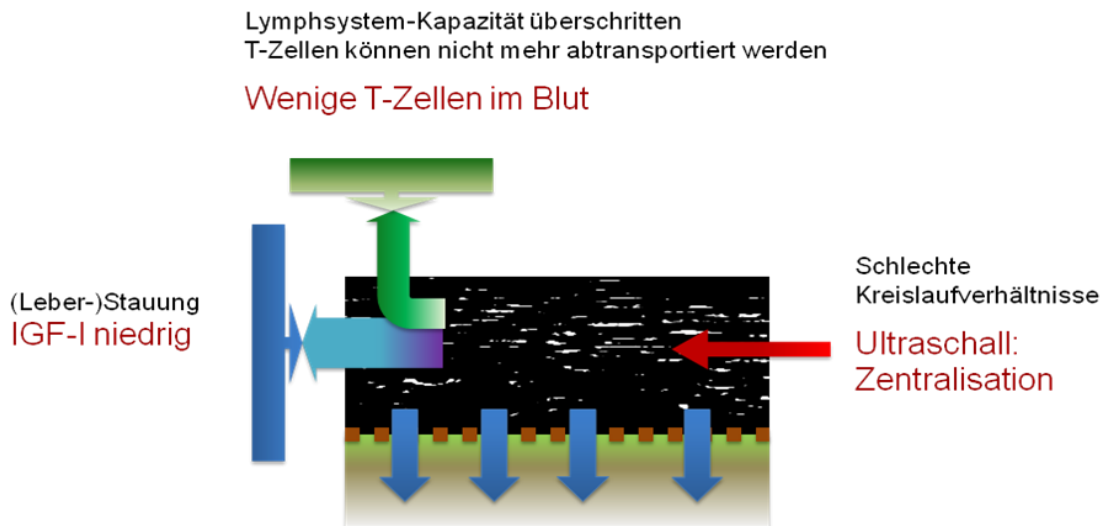 Lymphsystem-Kapazität überschritten
T-Zellen können nicht mehr abtransportiert werden
Wenige T-Zellen im Blut
(Leber-)Stauung
IGF-I niedrig
Schlechte
Kreislaufverhältnisse
Ultraschall:
Zentralisation